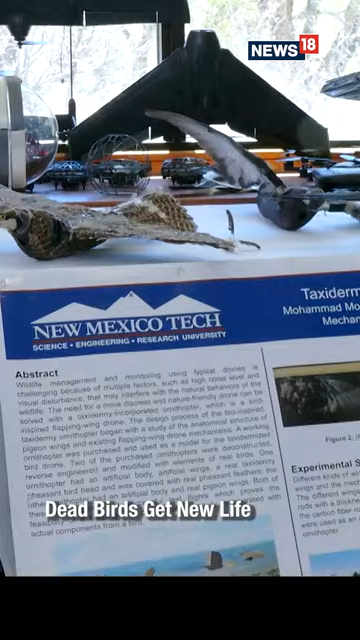 NEWS 18
NEW MEXICO TECH
SCIENCE • ENGINEERING • RESEARCH UNIVERSITY
Taxiderm
Mohammad Mo
Mechan
Abstract
Wildlife management and monitoring using typical drones is
challenging because of multiple factors, such as high noise level and
visual disturbance, that may interfere with the natural behaviors of the
wildlife. The need for a more discreet and nature-friendly drone can be
solved with a taxidermy-incorporated ornithopter, which is a bird-
inspired flapping-wing drone. The design process of the bio-inspired,
taxidermy ornithopter began with a study of the anatomical structure of
pigeon wings and existing flapping-wing drone mechanisms. A working
ornithopter was purchased and used as a model for the taxidermized
bird drone. Two of the purchased ornithopters were deconstructed,
reverse engineered and modified with elements of real birds. One
ornithopter had an artificial body, artificial wings, a real taxidermy
pheasant bird head and was covered with real pheasant feathers; the
had an artificial body and real pigeon wings. Both of
the
feasibility
actual components from a bird.
Figure 2:
Experimental S
Different kinds of wi
wings and the mech
The different wings
rods with a thickne
the carbon fiber ro
were used as an
ornithopter.
Dead Birds Get New Life